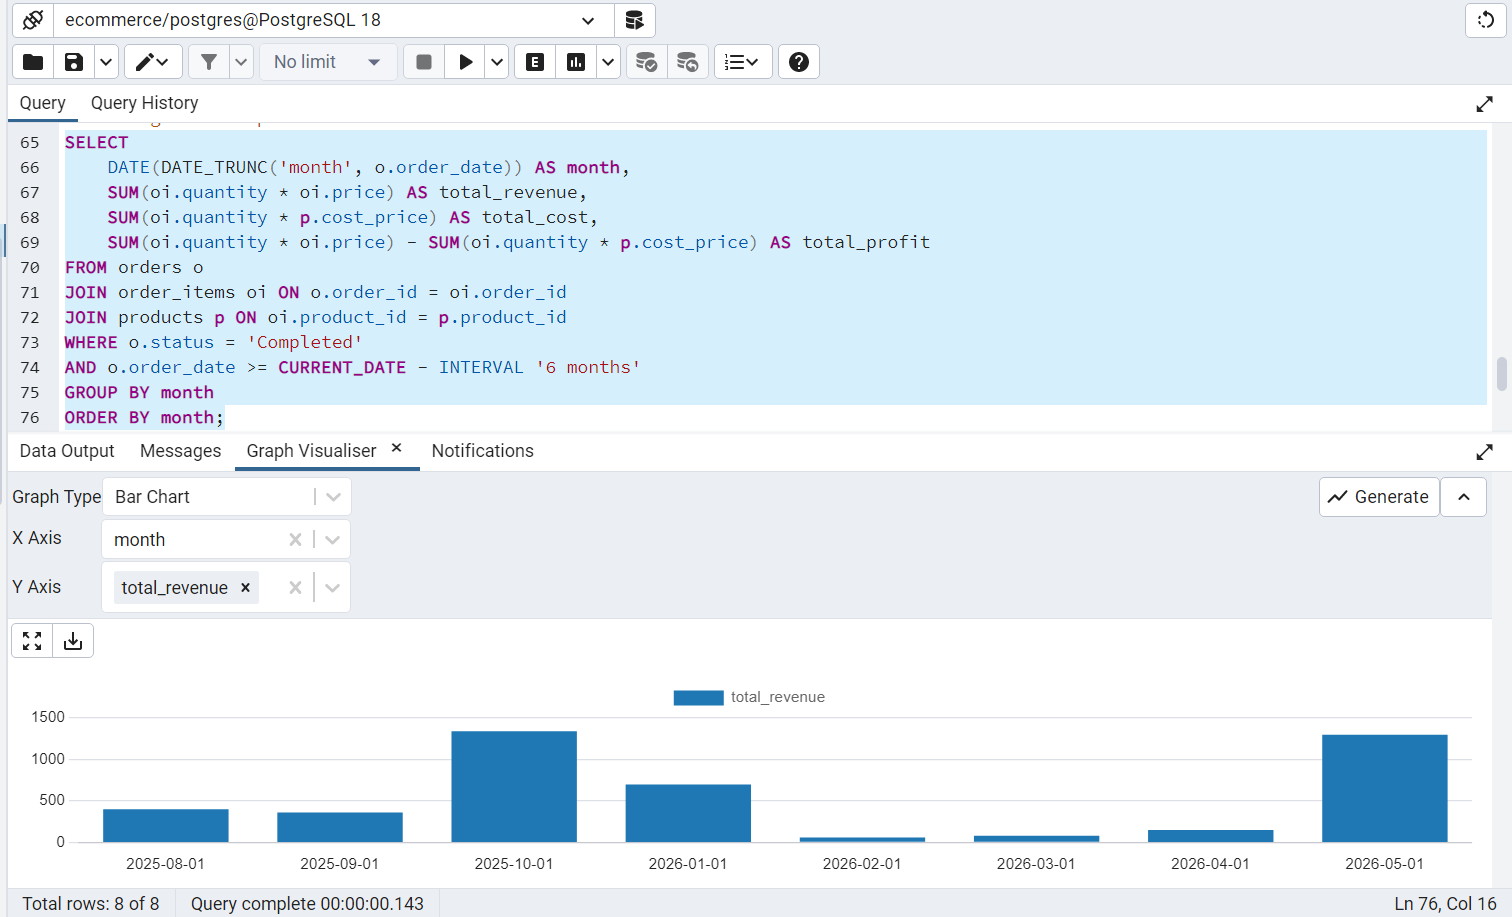 ecommerce/postgres@PostgreSQL 18
No limit
E
Query Query History
65 SELECT
66 DATE(DATE_TRUNC('month', o.order_date)) AS month,
67 SUM(oi.quantity * oi.price) AS total_revenue,
68 SUM(oi.quantity * p.cost_price) AS total_cost,
69 SUM(oi.quantity * oi.price) - SUM(oi.quantity * p.cost_price) AS total_profit
70 FROM orders o
71 JOIN order_items oi ON o.order_id = oi.order_id
72 JOIN products p ON oi.product_id = p.product_id
73 WHERE o.status = 'Completed'
74 AND o.order_date >= CURRENT_DATE - INTERVAL '6 months'
75 GROUP BY month
76 ORDER BY month;
Data Output Messages Graph Visualiser Notifications
Graph Type Bar Chart Generate
X Axis month
Y Axis total_revenue
total_revenue
1500
1000
500
0
2025-08-01 2025-09-01 2025-10-01 2026-01-01 2026-02-01 2026-03-01 2026-04-01 2026-05-01
Total rows: 8 of 8 Query complete 00:00:00.143 Ln 76, Col 16